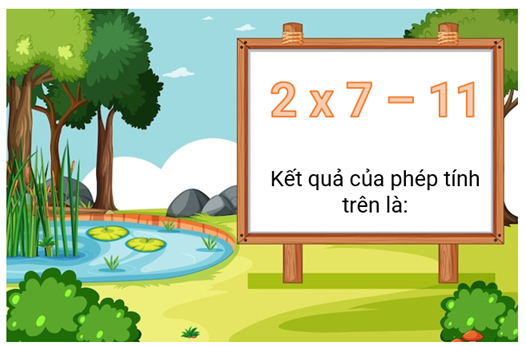 2 x 7 – 11
Kết quả của phép tính
trên là: